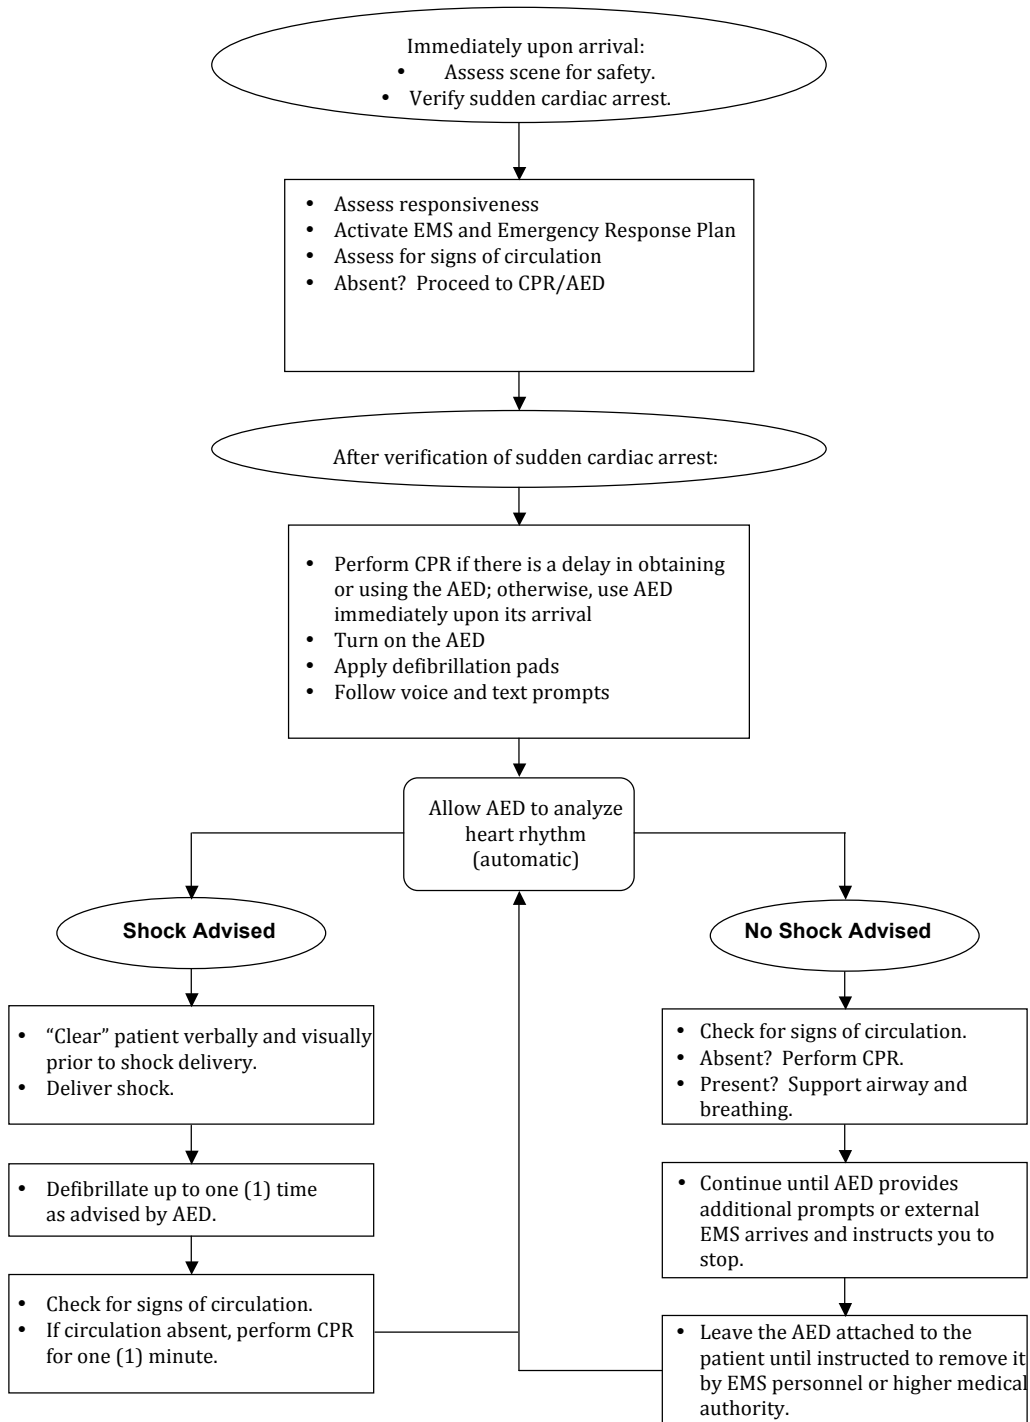 Immediately upon arrival:
• Assess scene for safety.
• Verify sudden cardiac arrest.
• Assess responsiveness
• Activate EMS and Emergency Response Plan
• Assess for signs of circulation
• Absent?  Proceed to CPR/AED
After verification of sudden cardiac arrest:
• Perform CPR if there is a delay in obtaining
or using the AED; otherwise, use AED
immediately upon its arrival
• Turn on the AED
• Apply defibrillation pads
• Follow voice and text prompts
Allow AED to analyze
heart rhythm
(automatic)
Shock Advised
• “Clear” patient verbally and visually
prior to shock delivery.
• Deliver shock.
• Defibrillate up to one (1) time
as advised by AED.
• Check for signs of circulation.
• If circulation absent, perform CPR
for one (1) minute.
No Shock Advised
• Check for signs of circulation.
• Absent?  Perform CPR.
• Present?  Support airway and
breathing.
• Continue until AED provides
additional prompts or external
EMS arrives and instructs you to
stop.
• Leave the AED attached to the
patient until instructed to remove it
by EMS personnel or higher medical
authority.